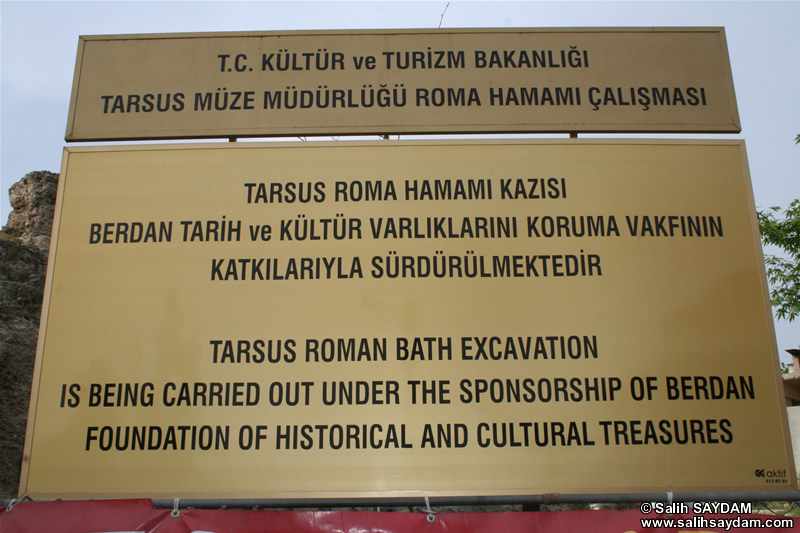 T.C. KÜLTÜR ve TURİZM BAKANLIĞI
TARSUS MÜZE MÜDÜRLÜĞÜ ROMA HAMAMI ÇALIŞMASI
TARSUS ROMA HAMAMI KAZISI
BERDAN TARİH ve KÜLTÜR VARLIKLARINI KORUMA VAKFININ
KATKILARIYLA SÜRDÜRÜLMEKTEDİR
TARSUS ROMAN BATH EXCAVATION
IS BEING CARRIED OUT UNDER THE SPONSORSHIP OF BERDAN
FOUNDATION OF HISTORICAL AND CULTURAL TREASURES
aktif
© Salih SAYDAM
www.salihsaydam.com